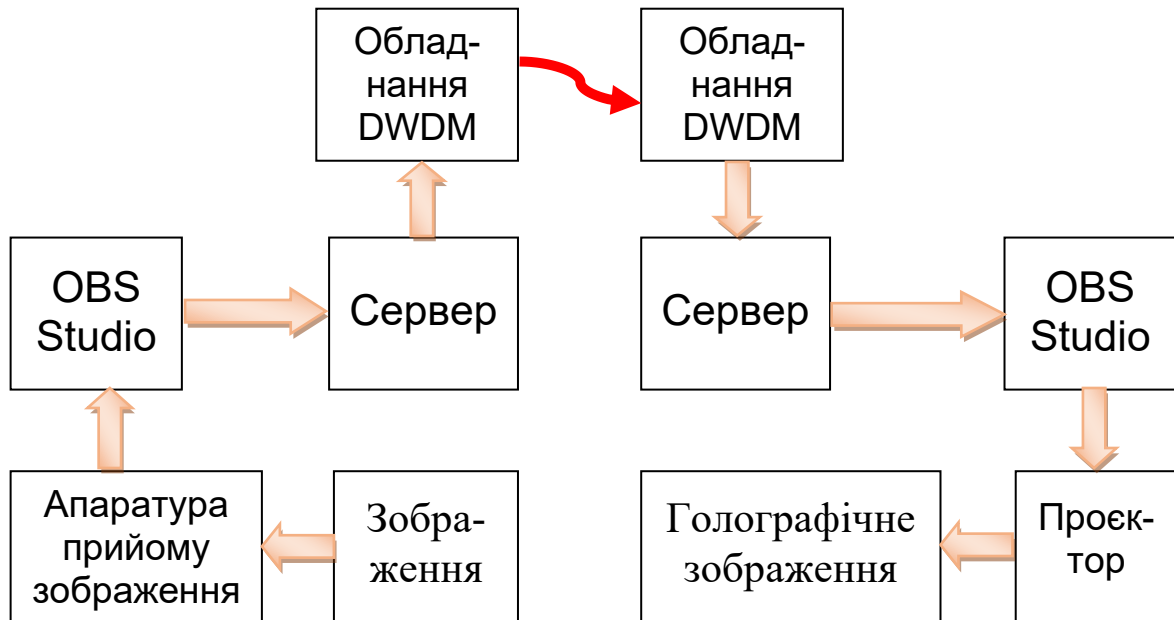 Облад-
нання
DWDM
Облад-
нання
DWDM
OBS
Studio
Сервер
Сервер
OBS
Studio
Апаратура
прийому
зображення
Зобра-
ження
Голографічне
зображення
Проєк-
тор